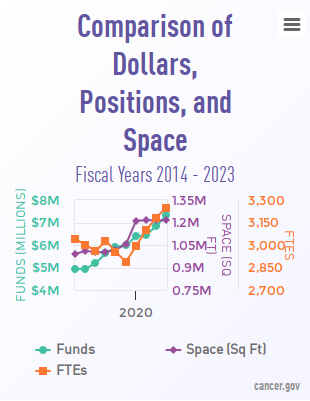 Comparison of
Dollars,
Positions, and
Space
Fiscal Years 2014 - 2023
FUNDS (MILLIONS)
$8M
$7M
$6M
$5M
$4M
1.35M
1.2M
1.05M
0.9M
0.75M
SPACE (SQ
FT)
3,300
3,150
3,000
2,850
2,700
FTES
2020
Funds
Space (Sq Ft)
FTEs
cancer.gov